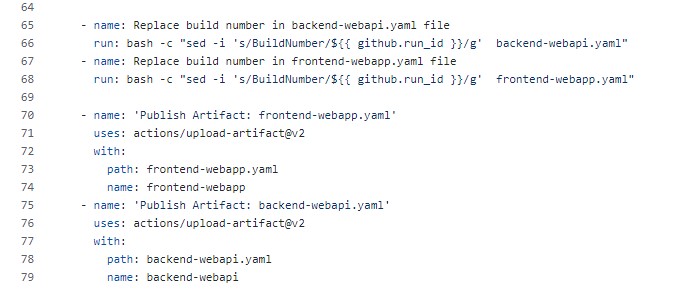 64
65 - name: Replace build number in backend-webapi.yaml file
66 run: bash -c "sed -i 's/BuildNumber/${{ github.run_id }}/g'  backend-webapi.yaml"
67 - name: Replace build number in frontend-webapp.yaml file
68 run: bash -c "sed -i 's/BuildNumber/${{ github.run_id }}/g'  frontend-webapp.yaml"
69
70 - name: 'Publish Artifact: frontend-webapp.yaml'
71 uses: actions/upload-artifact@v2
72 with:
73 path: frontend-webapp.yaml
74 name: frontend-webapp
75 - name: 'Publish Artifact: backend-webapi.yaml'
76 uses: actions/upload-artifact@v2
77 with:
78 path: backend-webapi.yaml
79 name: backend-webapi